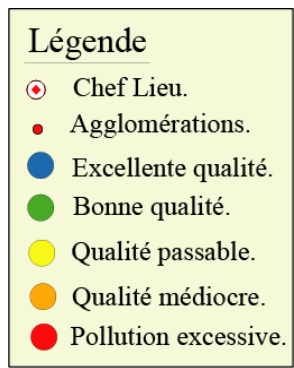 Légende
Chef Lieu.
Agglomérations.
Excellente qualité.
Bonne qualité.
Qualité passable.
Qualité médiocre.
Pollution excessive.